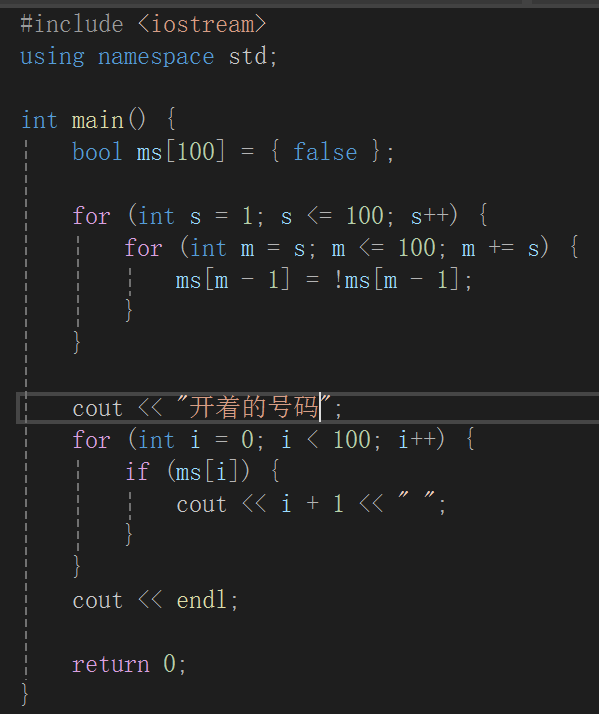 #include <iostream>
using namespace std;
int main() {
bool ms[100] = { false };
for (int s = 1; s <= 100; s++) {
for (int m = s; m <= 100; m += s) {
ms[m - 1] = !ms[m - 1];
}
}
cout << "开着的号码";
for (int i = 0; i < 100; i++) {
if (ms[i]) {
cout << i + 1 << " ";
}
}
cout << endl;
return 0;
}